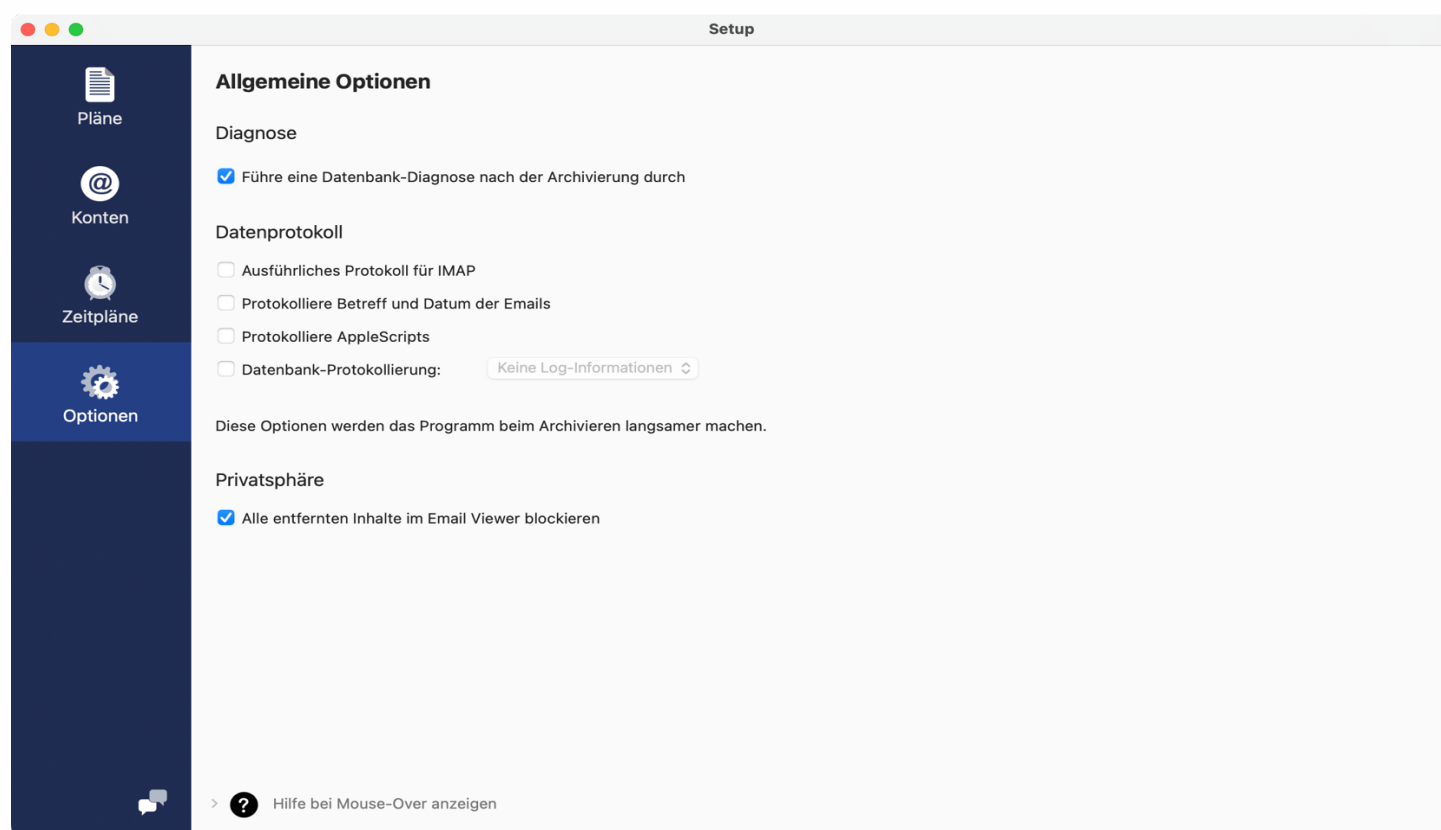 Setup
Pläne
Konten
Zeitpläne
Optionen
Allgemeine Optionen
Diagnose
Führe eine Datenbank-Diagnose nach der Archivierung durch
Datenprotokoll
Ausführliches Protokoll für IMAP
Protokolliere Betreff und Datum der Emails
Protokolliere AppleScripts
Datenbank-Protokollierung: Keine Log-Informationen
Diese Optionen werden das Programm beim Archivieren langsamer machen.
Privatsphäre
Alle entfernten Inhalte im Email Viewer blockieren
? Hilfe bei Mouse-Over anzeigen